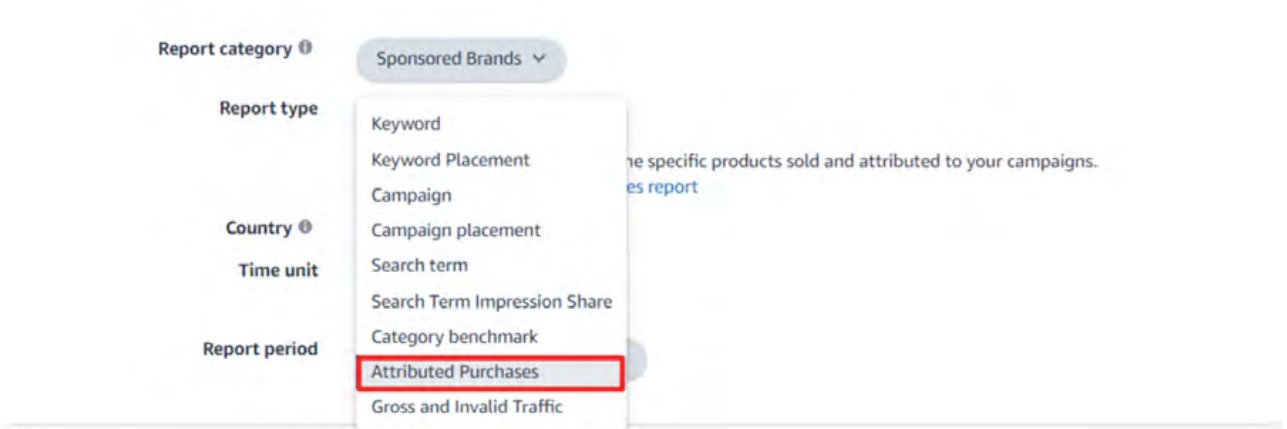 Report category
Sponsored Brands
Report type
Keyword
Keyword Placement
specific products sold and attributed to your campaigns.
Campaign
report
Country
Campaign placement
Time unit
Search term
Search Term Impression Share
Report period
Category benchmark
Attributed Purchases
Gross and Invalid Traffic